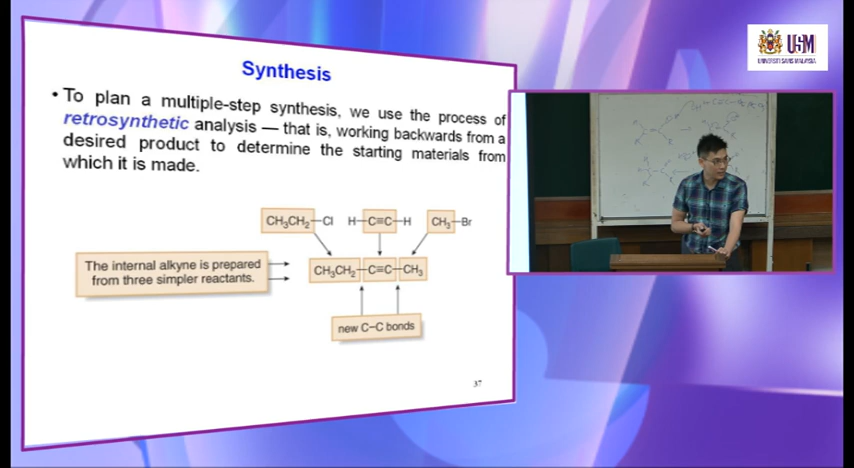 Synthesis
• To plan a multiple-step synthesis, we use the process of
retrosynthetic analysis — that is, working backwards from a
desired product to determine the starting materials from
which it is made.
CH₃CH₂–Cl H–C≡C–H CH₃–Br
The internal alkyne is prepared
from three simpler reactants.
CH₃CH₂–C≡C–CH₃
new C–C bonds
37
USM
UNIVERSITI SAINS MALAYSIA